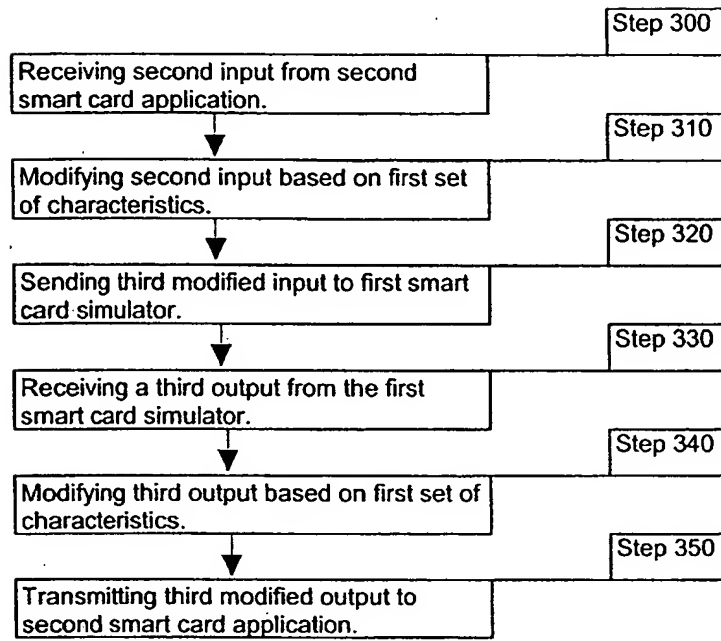 Step 300
Receiving second input from second
smart card application.
Step 310
Modifying second input based on first set
of characteristics.
Step 320
Sending third modified input to first smart
card simulator.
Step 330
Receiving a third output from the first
smart card simulator.
Step 340
Modifying third output based on first set of
characteristics.
Step 350
Transmitting third modified output to
second smart card application.